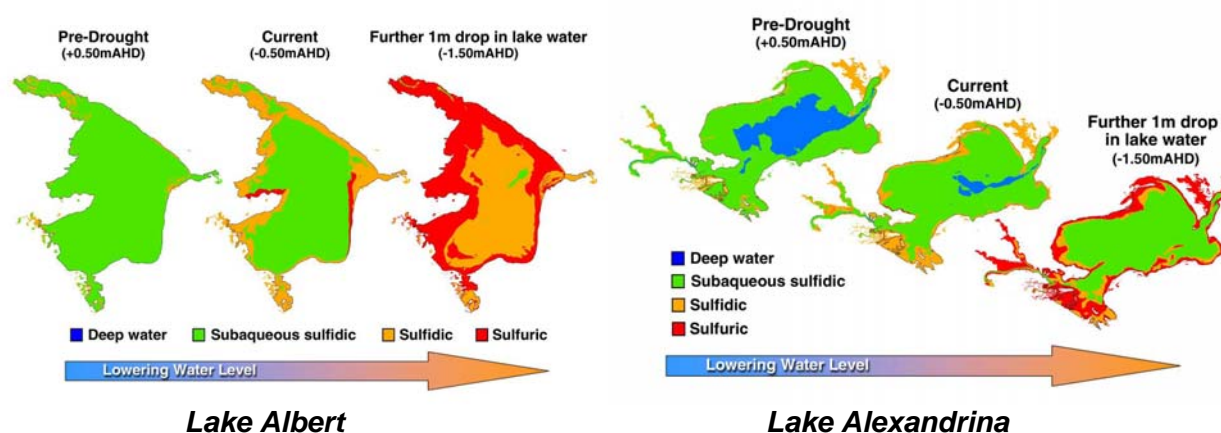 Pre-Drought
(+0.50mAHD)
Current
(-0.50mAHD)
Further 1m drop in lake water
(-1.50mAHD)
Deep water
Subaqueous sulfidic
Sulfidic
Sulfuric
Lowering Water Level
Lake Albert
Pre-Drought
(+0.50mAHD)
Current
(-0.50mAHD)
Further 1m drop
in lake water
(-1.50mAHD)
Deep water
Subaqueous sulfidic
Sulfidic
Sulfuric
Lowering Water Level
Lake Alexandrina